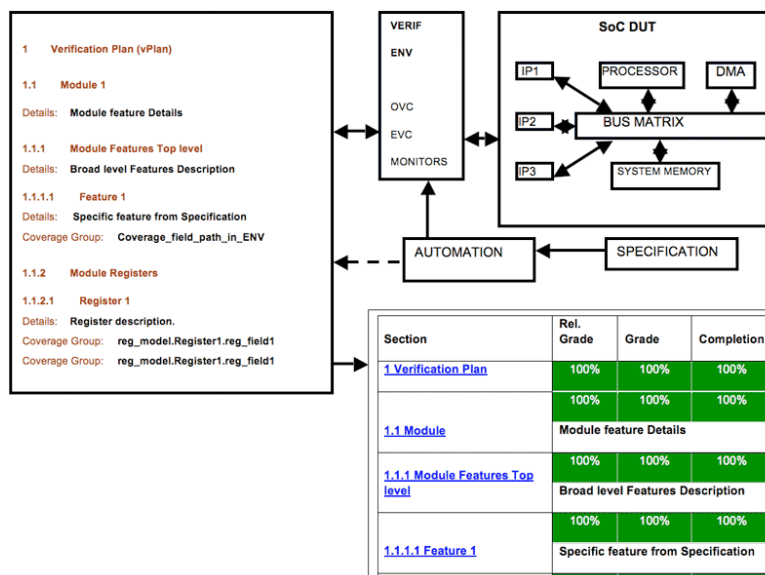 1 Verification Plan (vPlan)
1.1 Module 1
Details: Module feature Details
1.1.1 Module Features Top level
Details: Broad level Features Description
1.1.1.1 Feature 1
Details: Specific feature from Specification
Coverage Group: Coverage_field_path_in_ENV
1.1.2 Module Registers
1.1.2.1 Register 1
Details: Register description.
Coverage Group: reg_model.Register1.reg_field1
Coverage Group: reg_model.Register1.reg_field1
VERIF
ENV
OVC
EVC
MONITORS
SoC DUT
IP1
PROCESSOR
DMA
IP2
BUS MATRIX
IP3
SYSTEM MEMORY
AUTOMATION
SPECIFICATION
Section
Rel.
Grade
Grade
Completion
1 Verification Plan
100% 100% 100%
100% 100% 100%
1.1 Module
Module feature Details
100% 100% 100%
1.1.1 Module Features Top
level
Broad level Features Description
100% 100% 100%
1.1.1.1 Feature 1
Specific feature from Specification